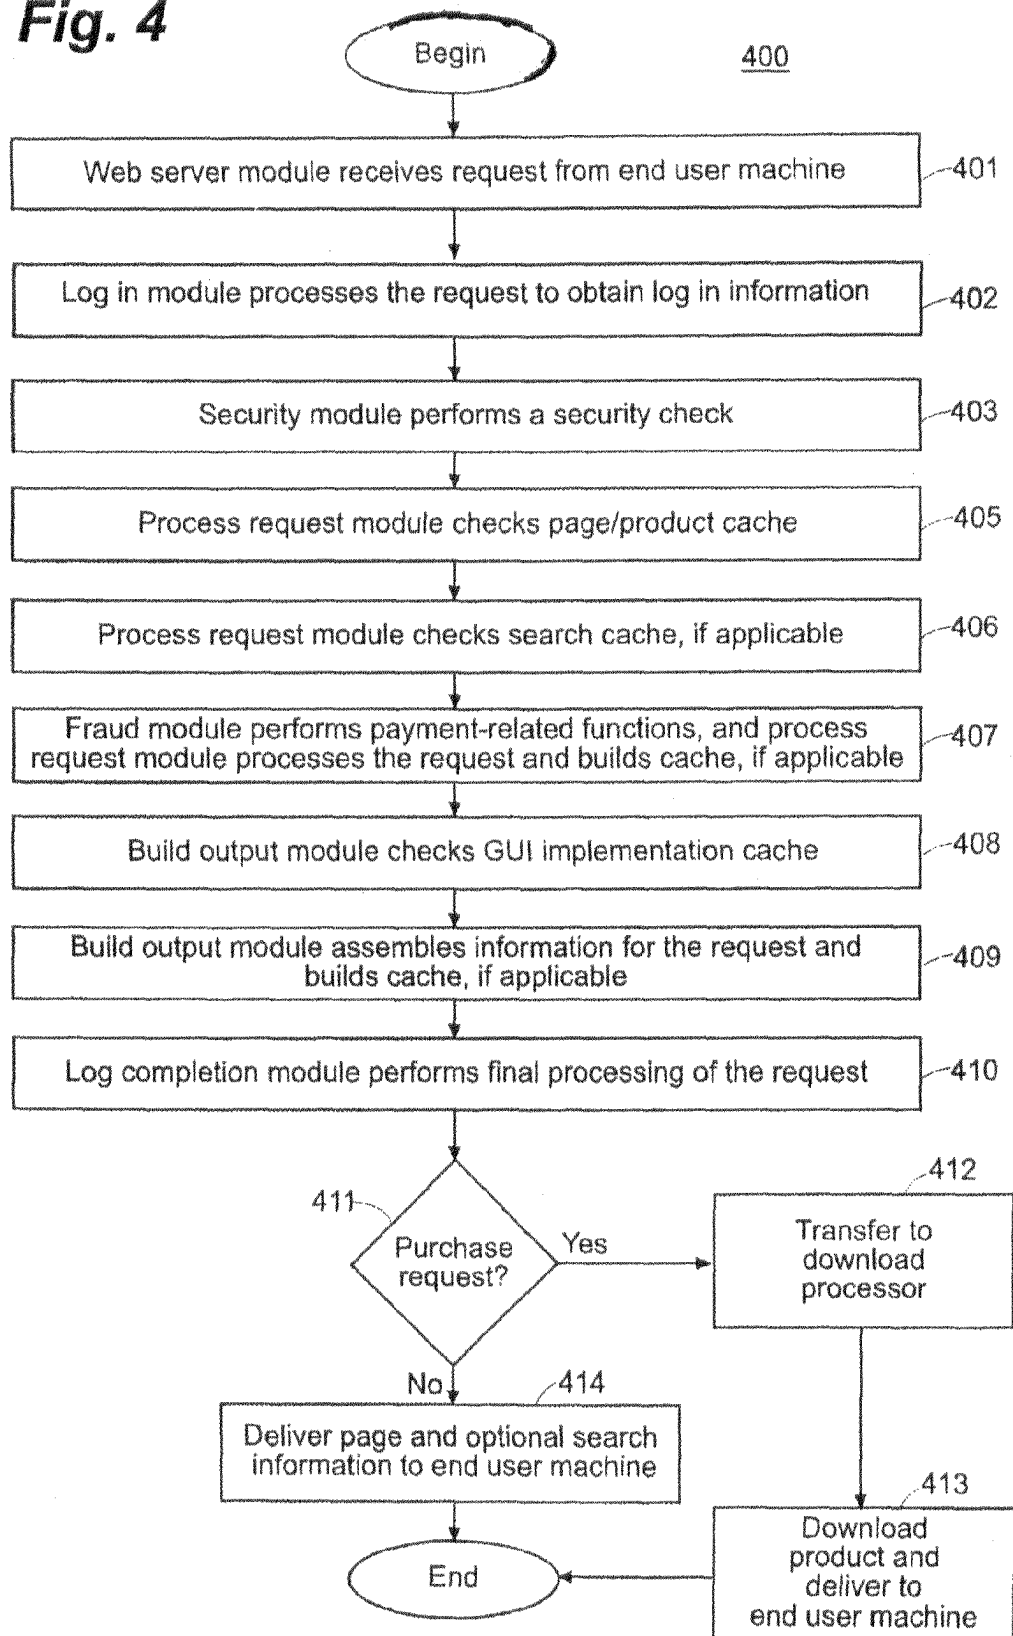 Fig. 4
Begin
400
Web server module receives request from end user machine
401
Log in module processes the request to obtain log in information
402
Security module performs a security check
403
Process request module checks page/product cache
405
Process request module checks search cache, if applicable
406
Fraud module performs payment-related functions, and process
request module processes the request and builds cache, if applicable
407
Build output module checks GUI implementation cache
408
Build output module assembles information for the request and
builds cache, if applicable
409
Log completion module performs final processing of the request
410
411
Purchase
request?
Yes
412
Transfer to
download
processor
No
414
Deliver page and optional search
information to end user machine
413
Download
product and
deliver to
end user machine
End